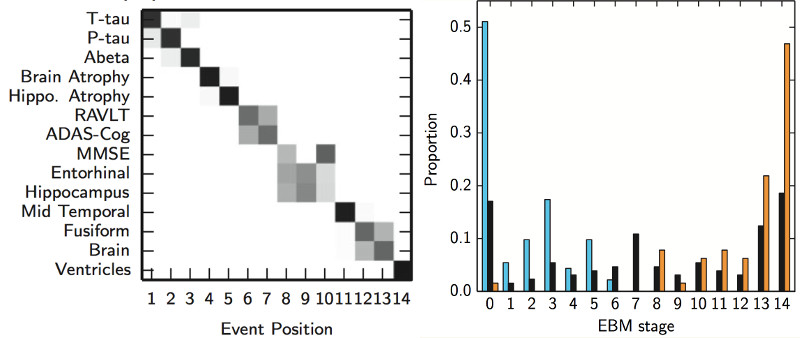 T-tau
P-tau
Abeta
Brain Atrophy
Hippo. Atrophy
RAVLT
ADAS-Cog
MMSE
Entorhinal
Hippocampus
Mid Temporal
Fusiform
Brain
Ventricles
1 2 3 4 5 6 7 8 9 10 11 12 13 14
Event Position
Proportion
0.5
0.4
0.3
0.2
0.1
0.0
0 1 2 3 4 5 6 7 8 9 10 11 12 13 14
EBM stage